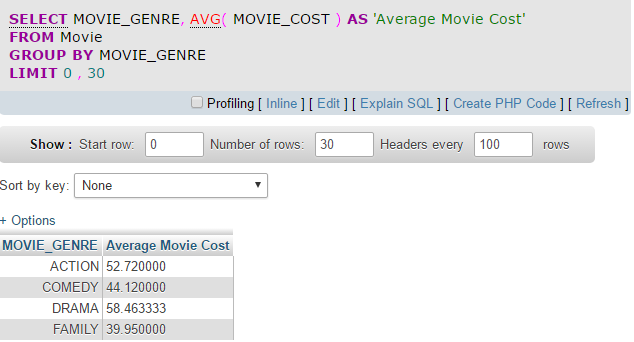 SELECT MOVIE_GENRE, AVG( MOVIE_COST ) AS 'Average Movie Cost'
FROM Movie
GROUP BY MOVIE_GENRE
LIMIT 0 , 30
Profiling [ Inline ] [ Edit ] [ Explain SQL ] [ Create PHP Code ] [ Refresh ]
Show : Start row: 0 Number of rows: 30 Headers every 100 rows
Sort by key: None
+ Options
MOVIE_GENRE Average Movie Cost
ACTION 52.720000
COMEDY 44.120000
DRAMA 58.463333
FAMILY 39.950000